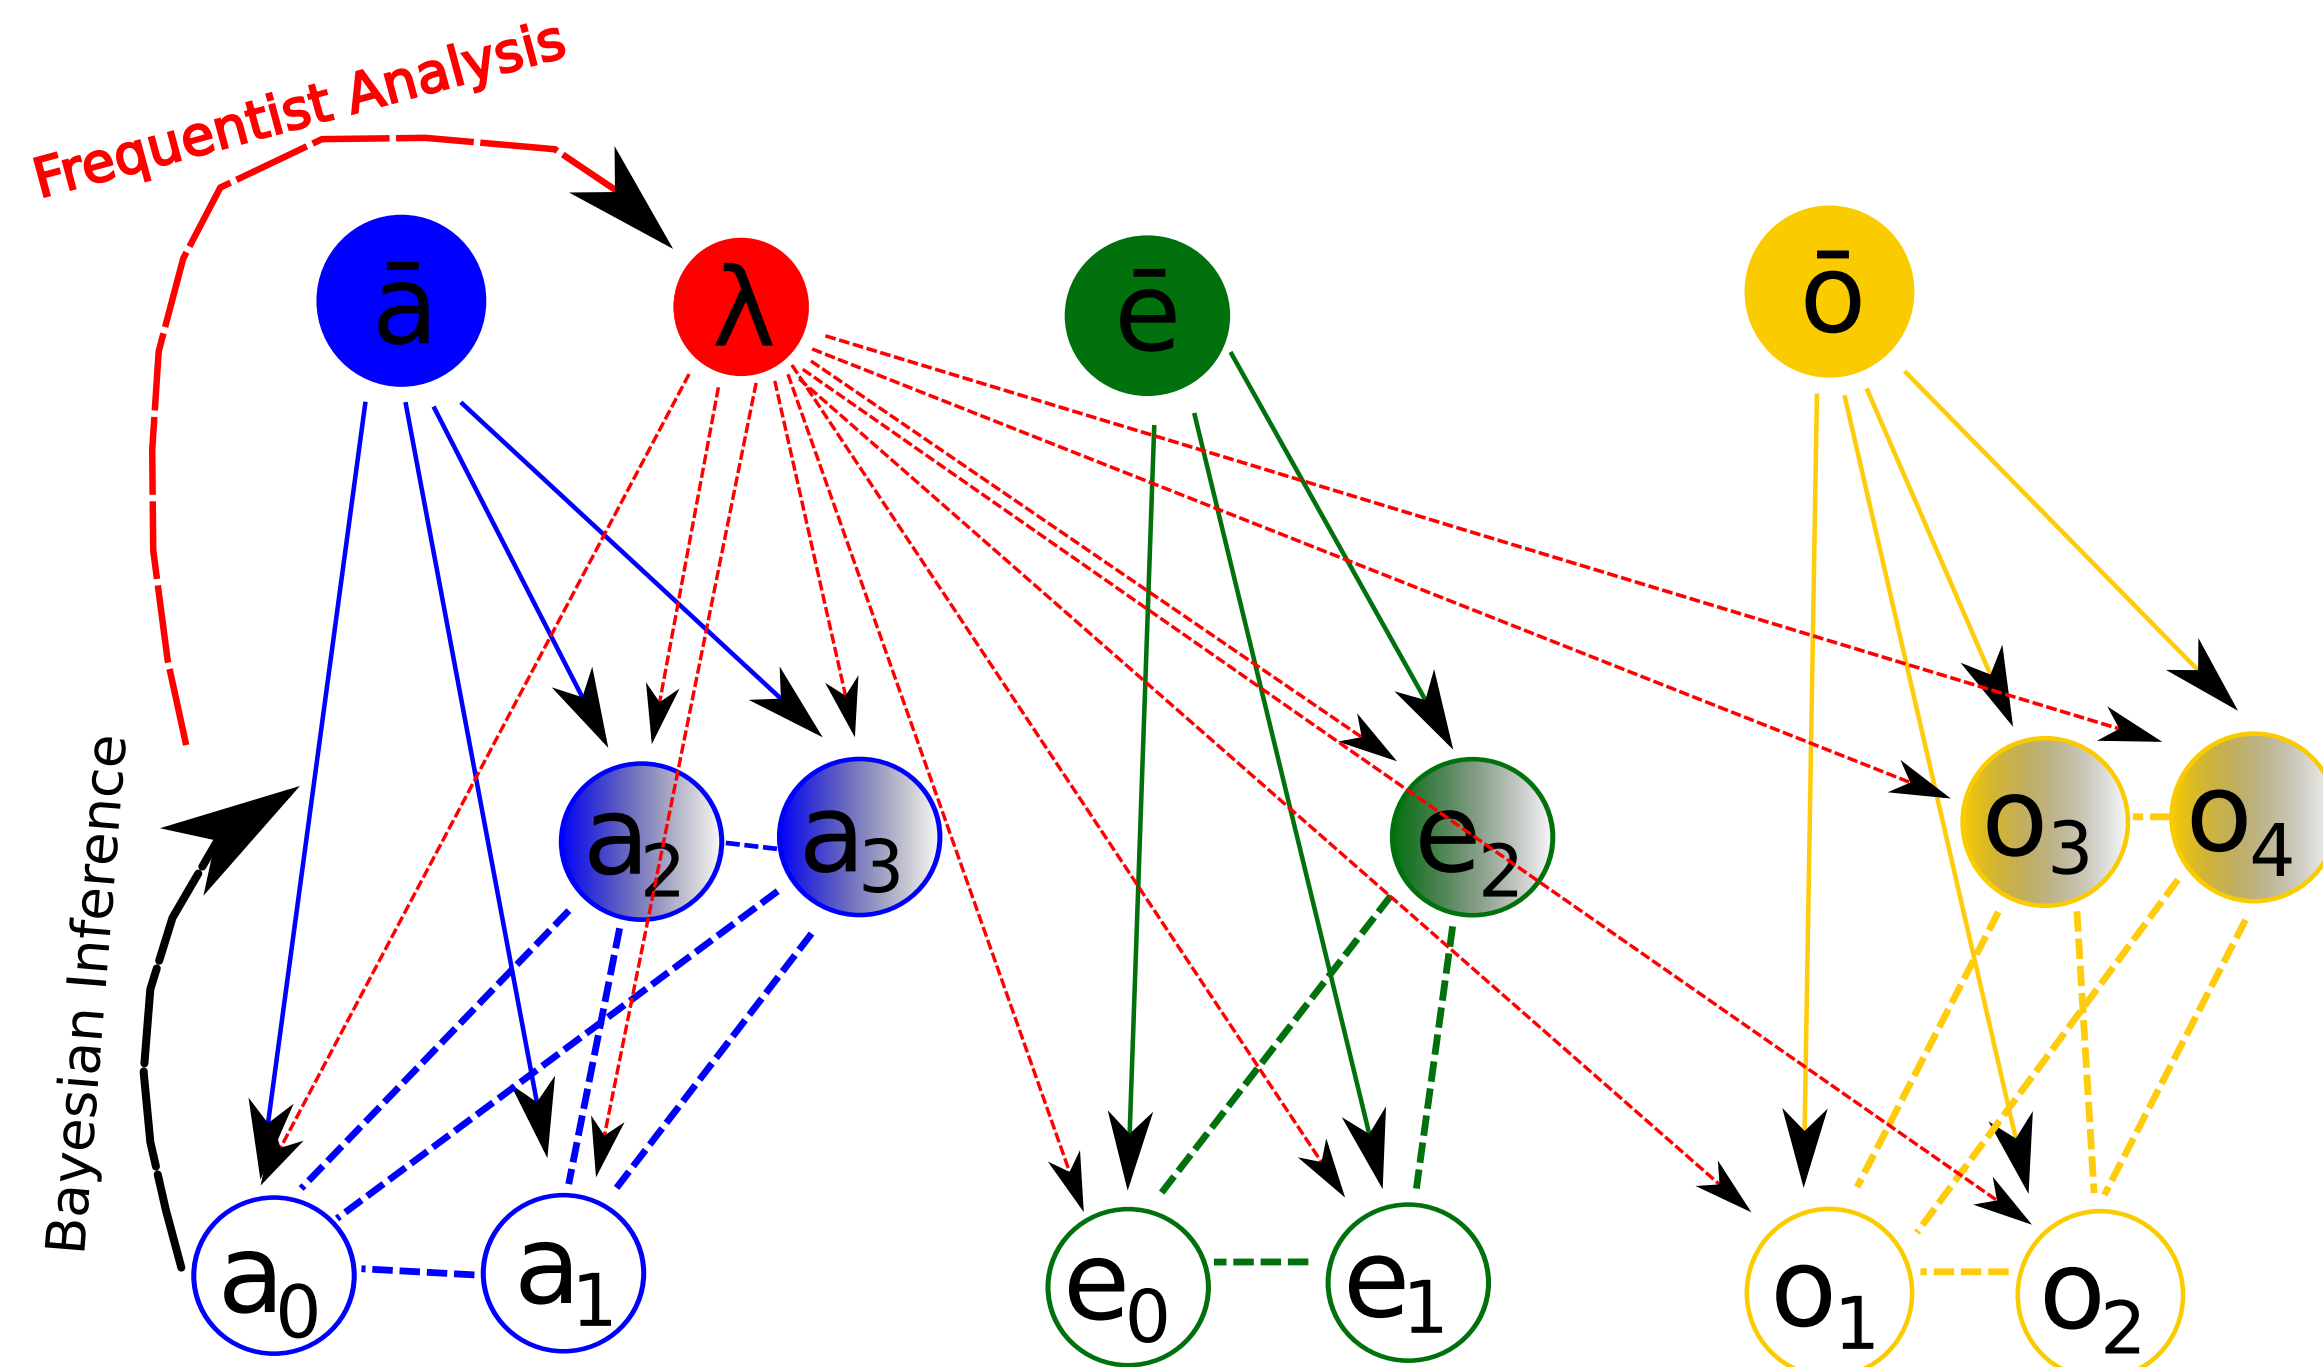 Frequentist Analysis
ā
λ
ē
ō
Bayesian Inference
a2
a3
e2
o3
o4
a0
a1
e0
e1
o1
o2